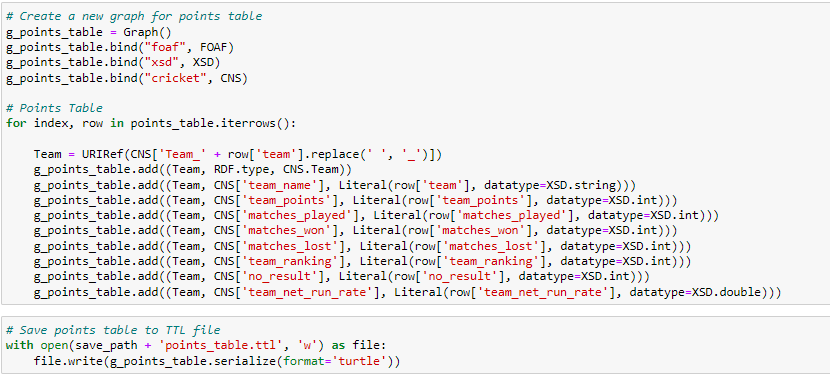 # Create a new graph for points table
g_points_table = Graph()
g_points_table.bind("foaf", FOAF)
g_points_table.bind("xsd", XSD)
g_points_table.bind("cricket", CNS)
# Points Table
for index, row in points_table.iterrows():
Team = URIRef(CNS['Team_' + row['team'].replace(' ', '_')])
g_points_table.add((Team, RDF.type, CNS.Team))
g_points_table.add((Team, CNS['team_name'], Literal(row['team'], datatype=XSD.string)))
g_points_table.add((Team, CNS['team_points'], Literal(row['team_points'], datatype=XSD.int)))
g_points_table.add((Team, CNS['matches_played'], Literal(row['matches_played'], datatype=XSD.int)))
g_points_table.add((Team, CNS['matches_won'], Literal(row['matches_won'], datatype=XSD.int)))
g_points_table.add((Team, CNS['matches_lost'], Literal(row['matches_lost'], datatype=XSD.int)))
g_points_table.add((Team, CNS['team_ranking'], Literal(row['team_ranking'], datatype=XSD.int)))
g_points_table.add((Team, CNS['no_result'], Literal(row['no_result'], datatype=XSD.int)))
g_points_table.add((Team, CNS['team_net_run_rate'], Literal(row['team_net_run_rate'], datatype=XSD.double)))
# Save points table to TTL file
with open(save_path + 'points_table.ttl', 'w') as file:
file.write(g_points_table.serialize(format='turtle'))